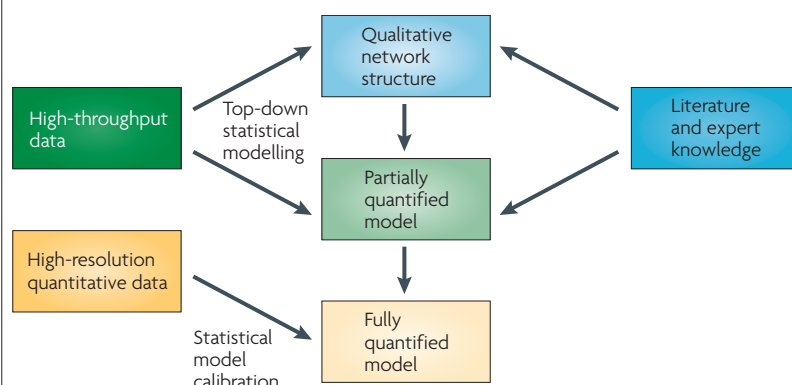 Qualitative
network
structure
High-throughput
data
Top-down
statistical
modelling
Literature
and expert
knowledge
Partially
quantified
model
High-resolution
quantitative data
Statistical
model
calibration
Fully
quantified
model